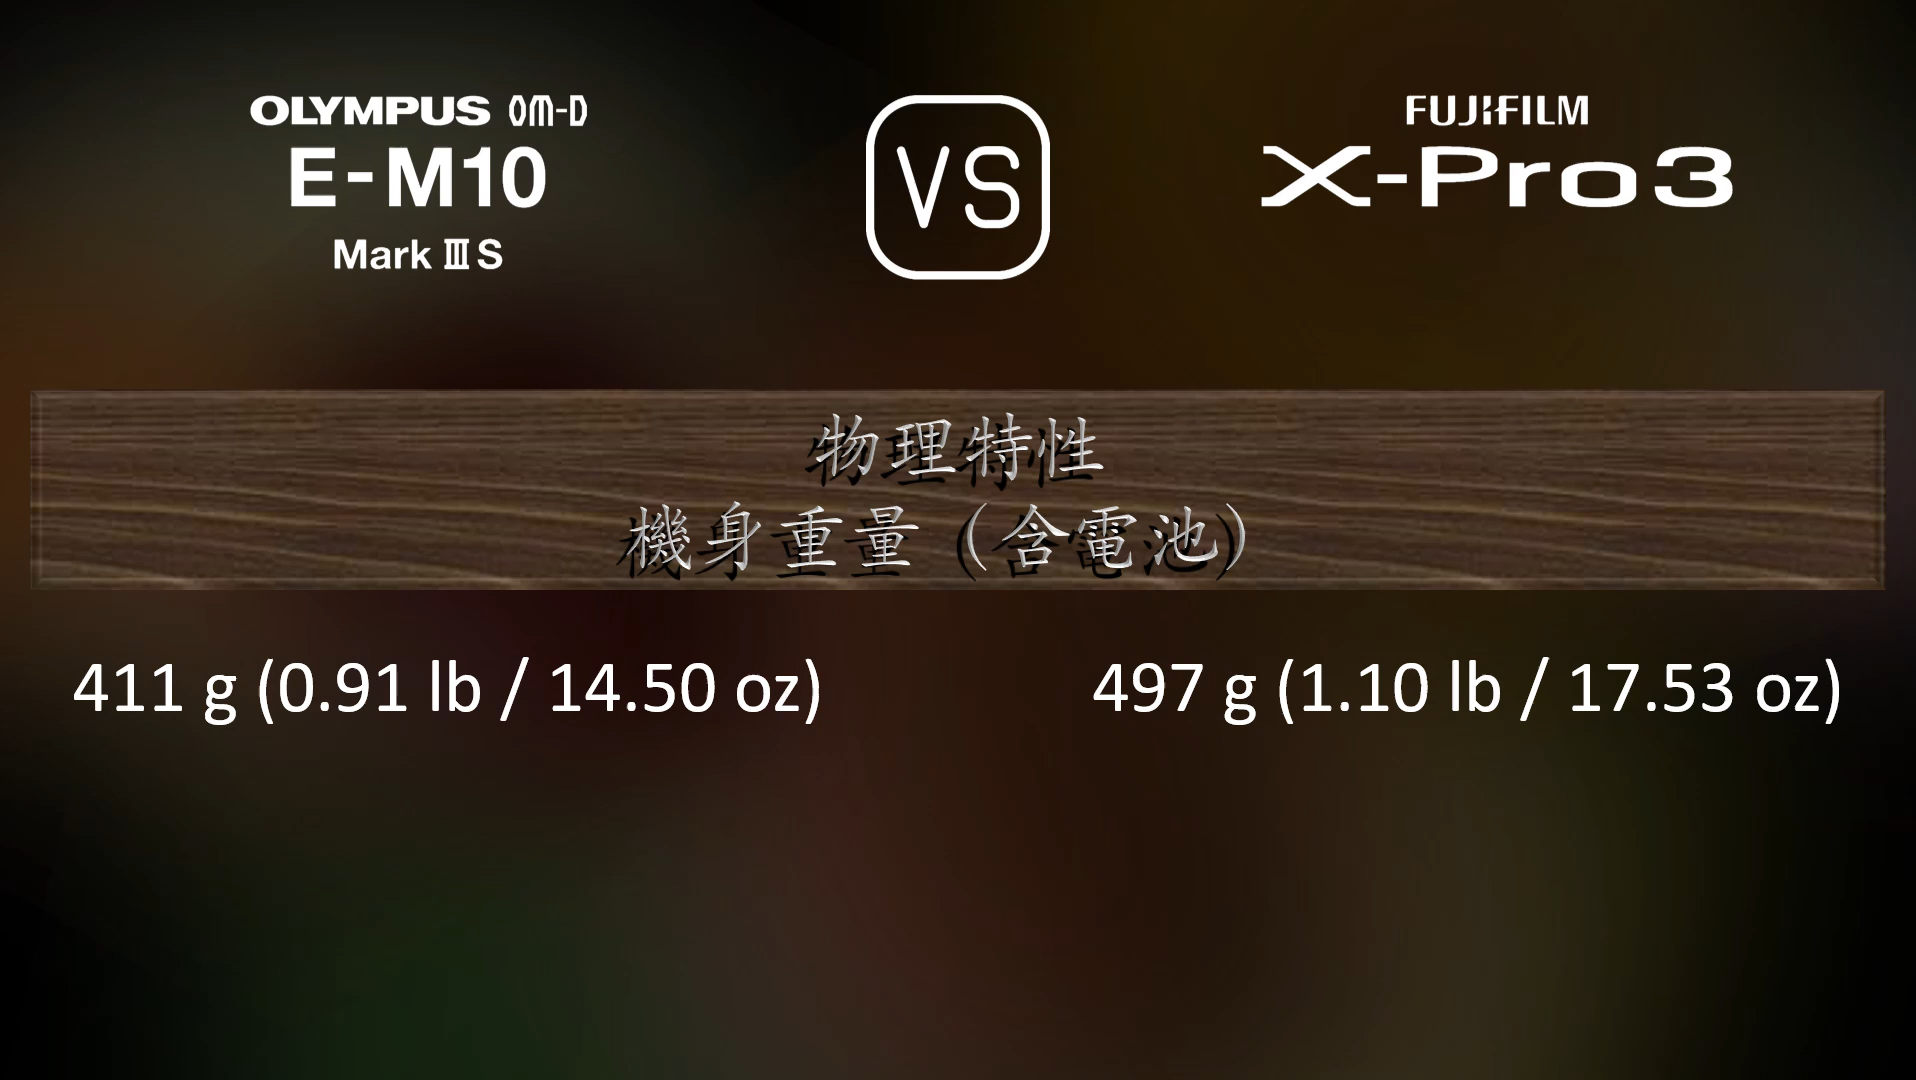 OLYMPUS OM-D
E-M10
Mark III S
VS
FUJIFILM
X-Pro3
物理特性
機身重量（含電池）
411 g (0.91 lb / 14.50 oz)
497 g (1.10 lb / 17.53 oz)